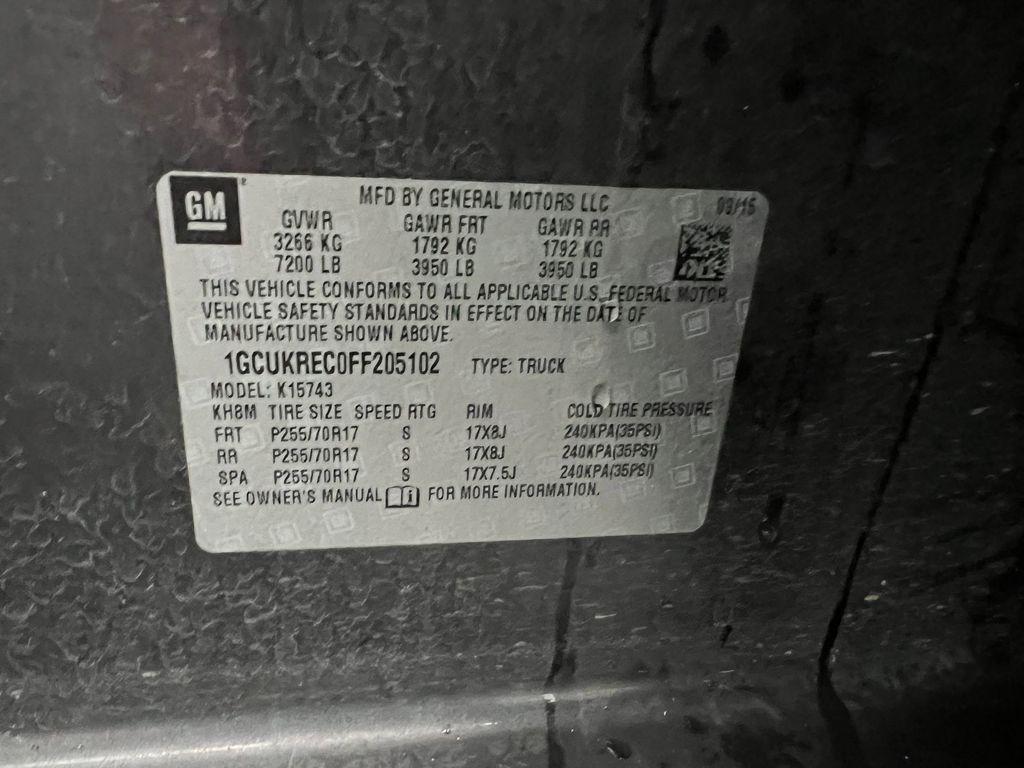 GM MFD BY GENERAL MOTORS LLC
GVWR GAWR FRT GAWR RR
3266 KG 1792 KG 1792 KG
7200 LB 3950 LB 3950 LB
THIS VEHICLE CONFORMS TO ALL APPLICABLE U.S. FEDERAL MOTOR
VEHICLE SAFETY STANDARDS IN EFFECT ON THE DATE OF
MANUFACTURE SHOWN ABOVE.
1GCUKREC0FF205102 TYPE: TRUCK
MODEL: K15743
KH8M TIRE SIZE SPEED RTG RIM COLD TIRE PRESSURE
FRT P255/70R17 S 17X8J 240KPA(35PSI)
RR P255/70R17 S 17X8J 240KPA(35PSI)
SPA P255/70R17 S 17X7.5J 240KPA(35PSI)
SEE OWNER'S MANUAL FOR MORE INFORMATION.